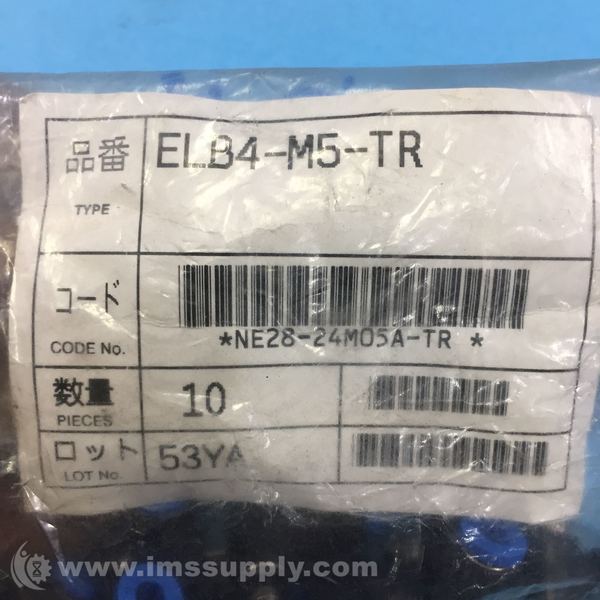 品番 ELB4-M5-TR
TYPE
コード
CODE No. *NE28-24M05A-TR *
数量 10
PIECES
ロット 53YA
LOT No.
www.imssupply.com